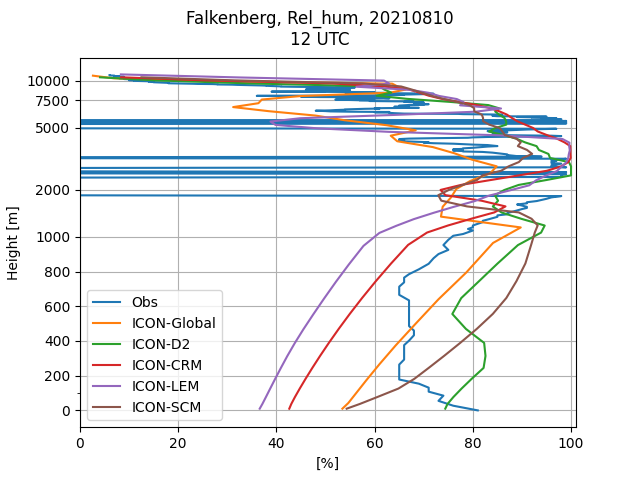 Falkenberg, Rel_hum, 20210810
12 UTC
10000
7500
5000
2000
1000
800
600
400
200
0
Height [m]
Obs
ICON-Global
ICON-D2
ICON-CRM
ICON-LEM
ICON-SCM
0 20 40 60 80 100
[%]